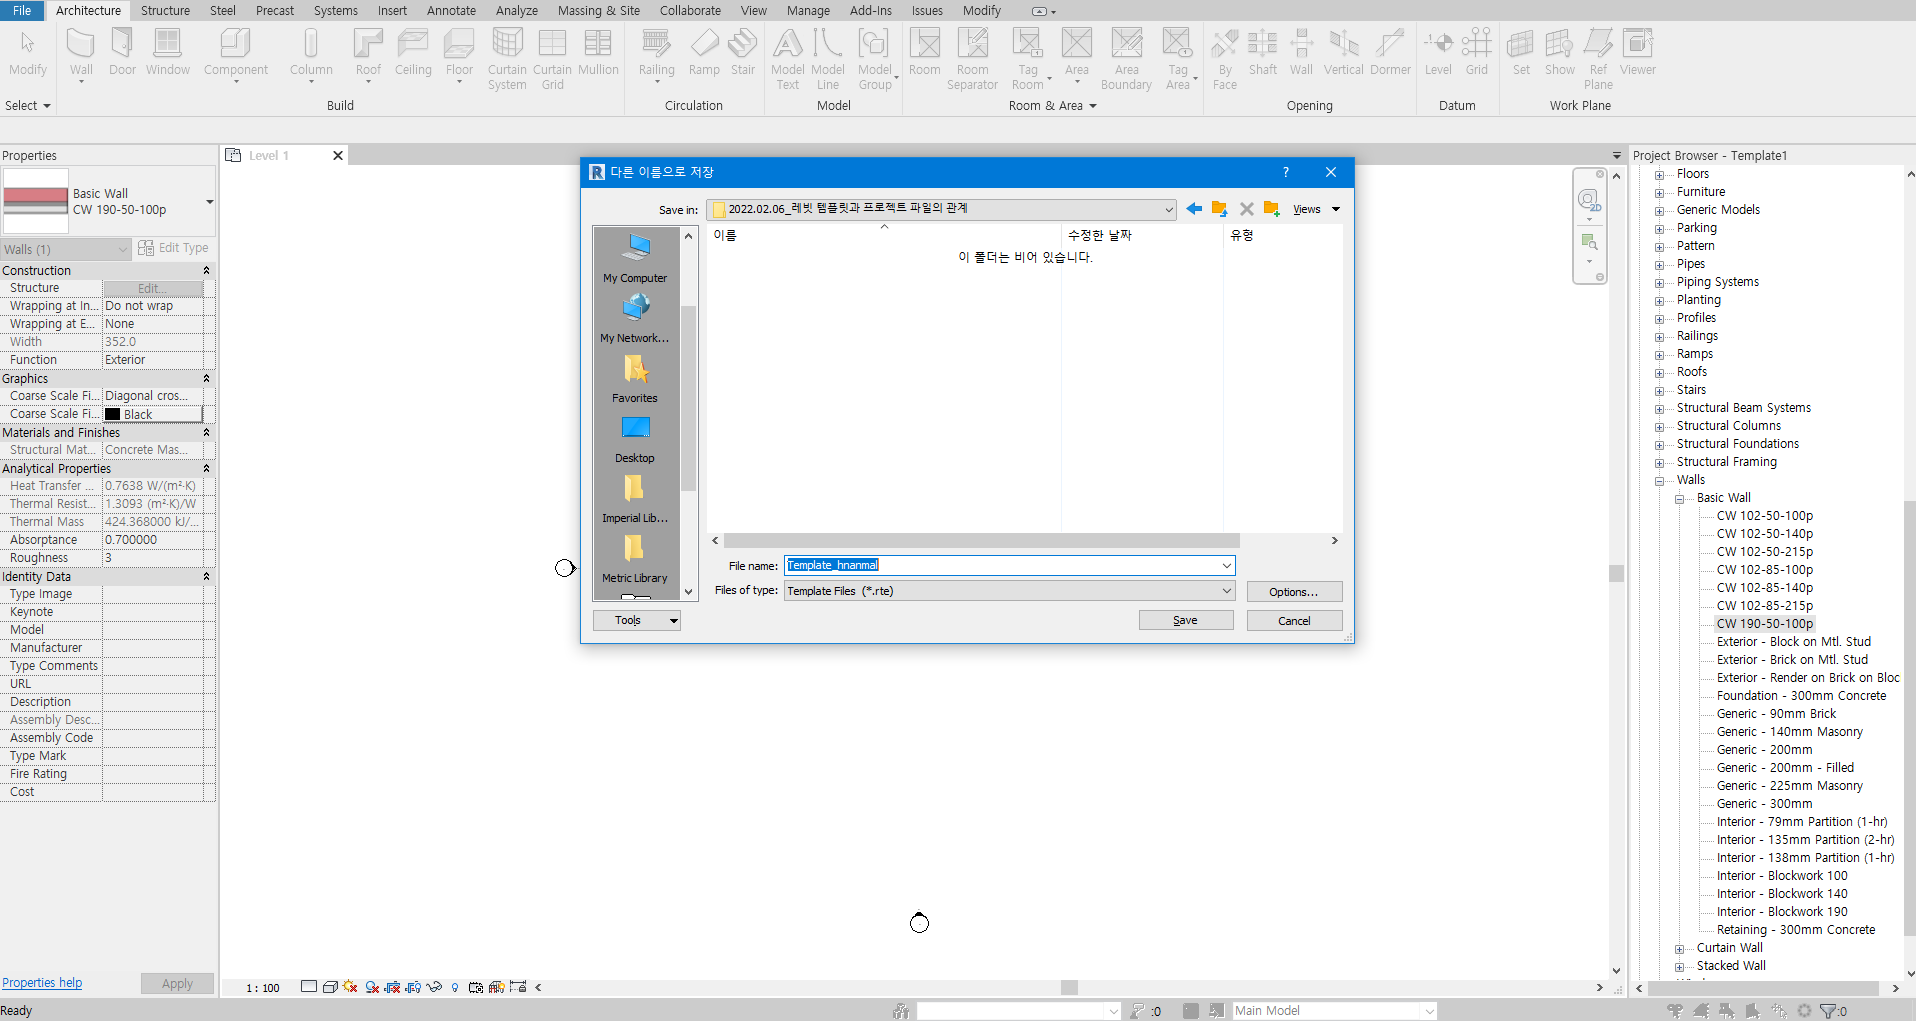 File Architecture Structure Steel Precast Systems Insert Annotate Analyze Massing & Site Collaborate View Manage Add-Ins Issues Modify
Modify Wall Door Window Component Column Roof Ceiling Floor Curtain System Curtain Grid Mullion Railing Ramp Stair Model Text Model Line Model Group Room Room Separator Tag Room Area Area Boundary Tag Area By Face Shaft Wall Vertical Dormer Level Grid Set Show Ref Plane Viewer
Select Build Circulation Model Room & Area Opening Datum Work Plane
Properties
Basic Wall
CW 190-50-100p
Walls (1) Edit Type
Construction
Structure Edit...
Wrapping at In... Do not wrap
Wrapping at E... None
Width 352.0
Function Exterior
Graphics
Coarse Scale Fi... Diagonal cros...
Coarse Scale Fi... Black
Materials and Finishes
Structural Mat... Concrete Mas...
Analytical Properties
Heat Transfer ... 0.7638 W/(m²·K)
Thermal Resist... 1.3093 (m²·K)/W
Thermal Mass 424.368000 kJ/...
Absorptance 0.700000
Roughness 3
Identity Data
Type Image
Keynote
Model
Manufacturer
Type Comments
URL
Description
Assembly Desc...
Assembly Code
Type Mark
Fire Rating
Cost
Properties help Apply
Level 1
다른 이름으로 저장 ?
Save in: 2022.02.06_레빗 템플릿과 프로젝트 파일의 관계 Views
이름 수정한 날짜 유형
이 폴더는 비어 있습니다.
My Computer
My Network...
Favorites
Desktop
Imperial Lib...
Metric Library
File name: Template_hnanmal
Files of type: Template Files (*.rte) Options...
Tools Save Cancel
2D
Project Browser - Template1
Floors
Furniture
Generic Models
Parking
Pattern
Pipes
Piping Systems
Planting
Profiles
Railings
Ramps
Roofs
Stairs
Structural Beam Systems
Structural Columns
Structural Foundations
Structural Framing
Walls
Basic Wall
CW 102-50-100p
CW 102-50-140p
CW 102-50-215p
CW 102-85-100p
CW 102-85-140p
CW 102-85-215p
CW 190-50-100p
Exterior - Block on Mtl. Stud
Exterior - Brick on Mtl. Stud
Exterior - Render on Brick on Bloc
Foundation - 300mm Concrete
Generic - 90mm Brick
Generic - 140mm Masonry
Generic - 200mm
Generic - 200mm - Filled
Generic - 225mm Masonry
Generic - 300mm
Interior - 79mm Partition (1-hr)
Interior - 135mm Partition (2-hr)
Interior - 138mm Partition (1-hr)
Interior - Blockwork 100
Interior - Blockwork 140
Interior - Blockwork 190
Retaining - 300mm Concrete
Curtain Wall
Stacked Wall
1 : 100
Ready :0 Main Model :0